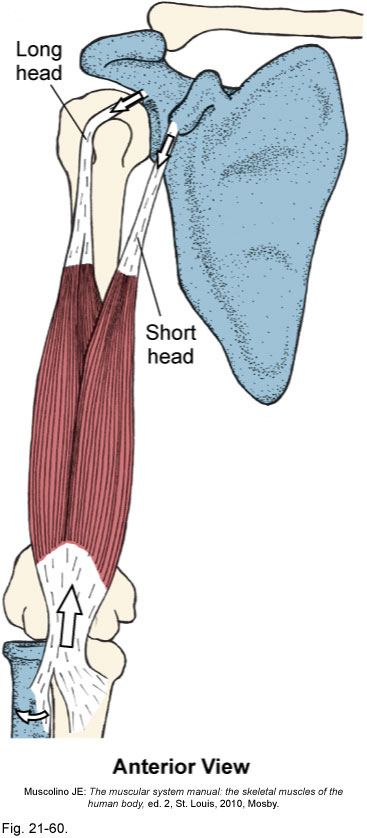 Long
head
Short
head
Anterior View
Muscolino JE: The muscular system manual: the skeletal muscles of the
human body, ed. 2, St. Louis, 2010, Mosby.
Fig. 21-60.